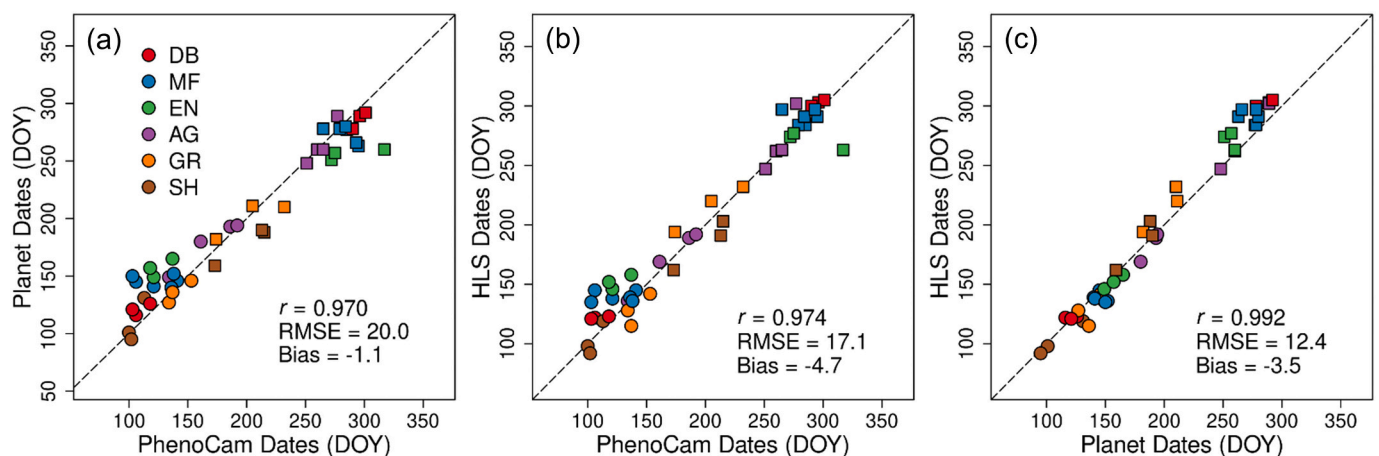 (a)
DB
MF
EN
AG
GR
SH
r = 0.970
RMSE = 20.0
Bias = -1.1
50 100 150 200 250 300 350
Planet Dates (DOY)
100 150 200 250 300 350
PhenoCam Dates (DOY)
(b)
r = 0.974
RMSE = 17.1
Bias = -4.7
100 150 200 250 300 350
HLS Dates (DOY)
100 150 200 250 300 350
PhenoCam Dates (DOY)
(c)
r = 0.992
RMSE = 12.4
Bias = -3.5
100 150 200 250 300 350
HLS Dates (DOY)
100 150 200 250 300 350
Planet Dates (DOY)